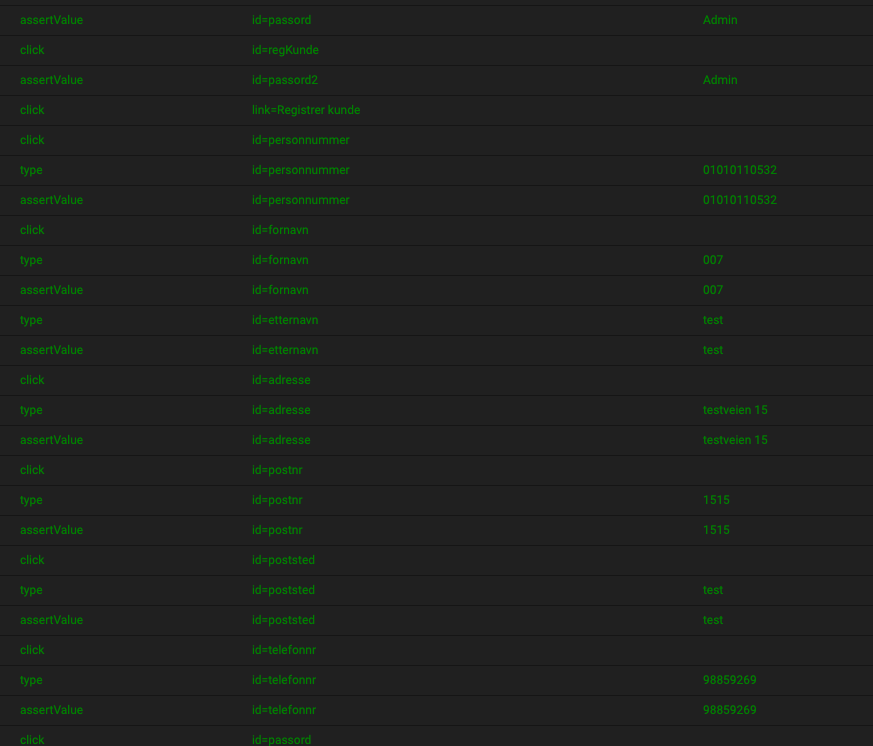 assertValue id=passord Admin
click id=regKunde
assertValue id=passord2 Admin
click link=Registrer kunde
click id=personnummer
type id=personnummer 01010110532
assertValue id=personnummer 01010110532
click id=fornavn
type id=fornavn 007
assertValue id=fornavn 007
type id=etternavn test
assertValue id=etternavn test
click id=adresse
type id=adresse testveien 15
assertValue id=adresse testveien 15
click id=postnr
type id=postnr 1515
assertValue id=postnr 1515
click id=poststed
type id=poststed test
assertValue id=poststed test
click id=telefonnr
type id=telefonnr 98859269
assertValue id=telefonnr 98859269
click id=passord